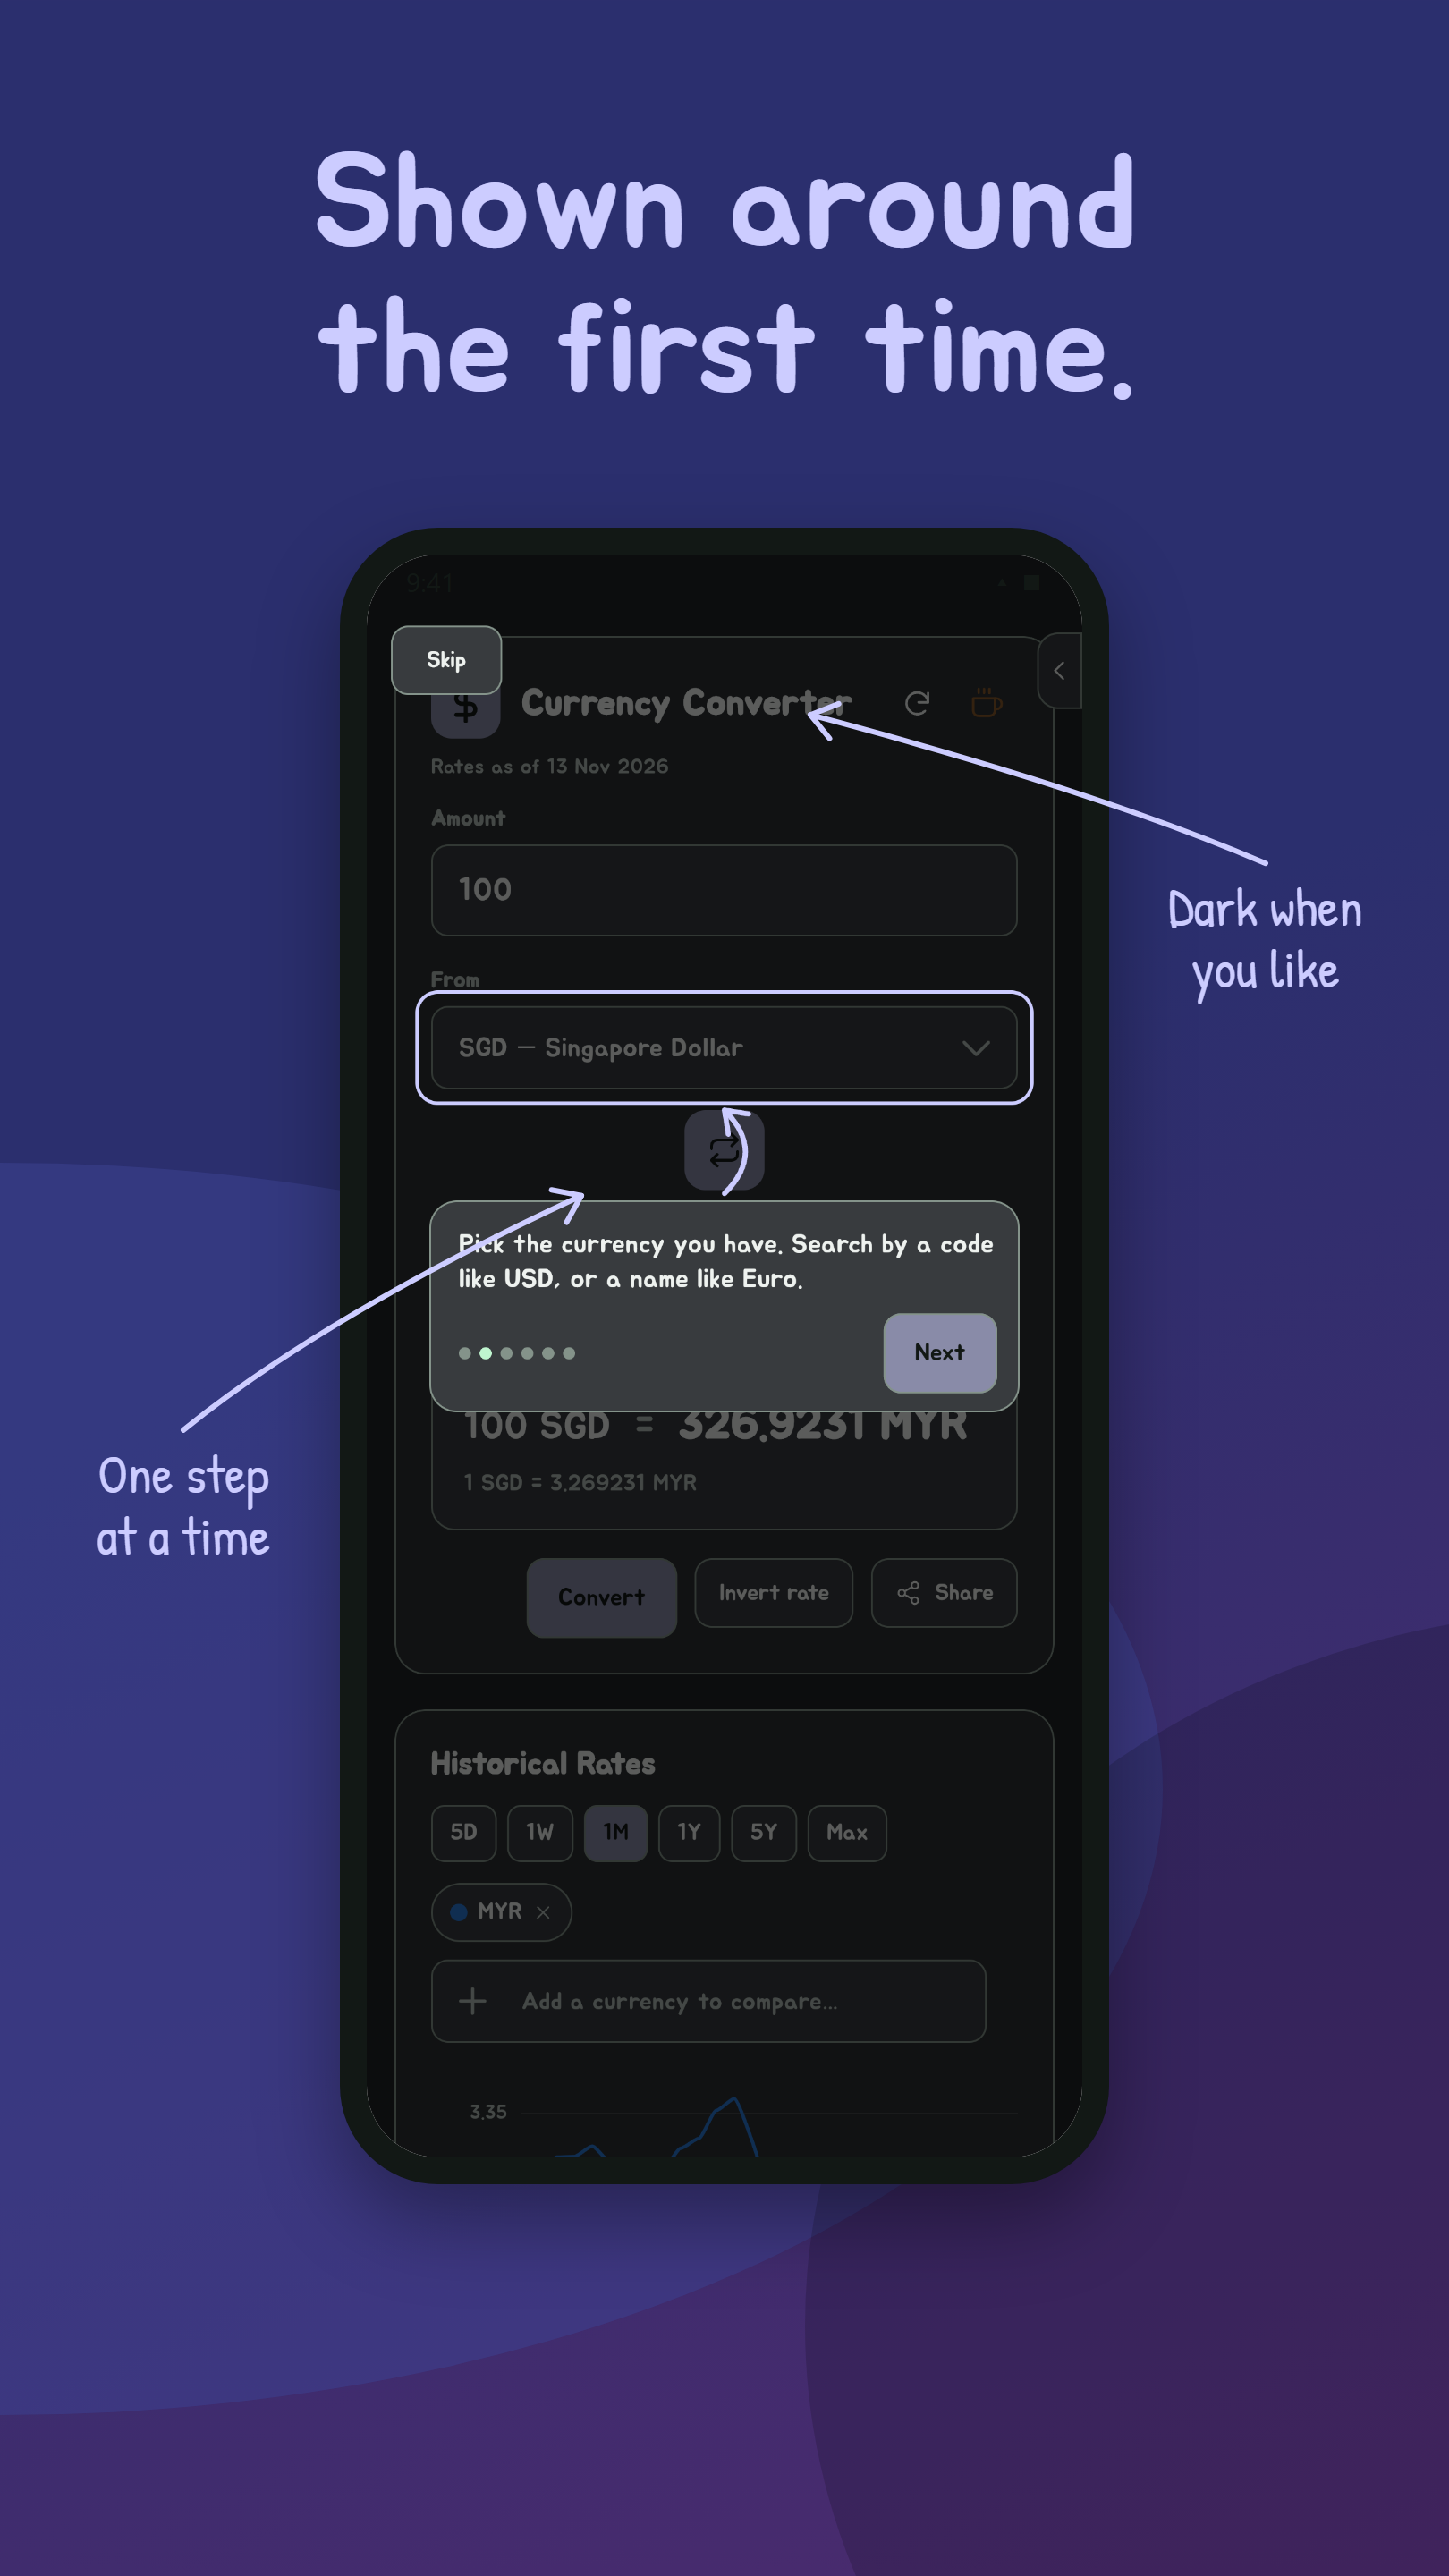 Shown around
the first time.
9:41
Skip
$ Currency Converter
Rates as of 13 Nov 2026
Amount
100
Dark when
you like
From
SGD — Singapore Dollar
Pick the currency you have. Search by a code
like USD, or a name like Euro.
Next
100 SGD = 326.9231 MYR
1 SGD = 3.269231 MYR
One step
at a time
Convert
Invert rate
Share
Historical Rates
5D 1W 1M 1Y 5Y Max
MYR ×
Add a currency to compare...
3.35